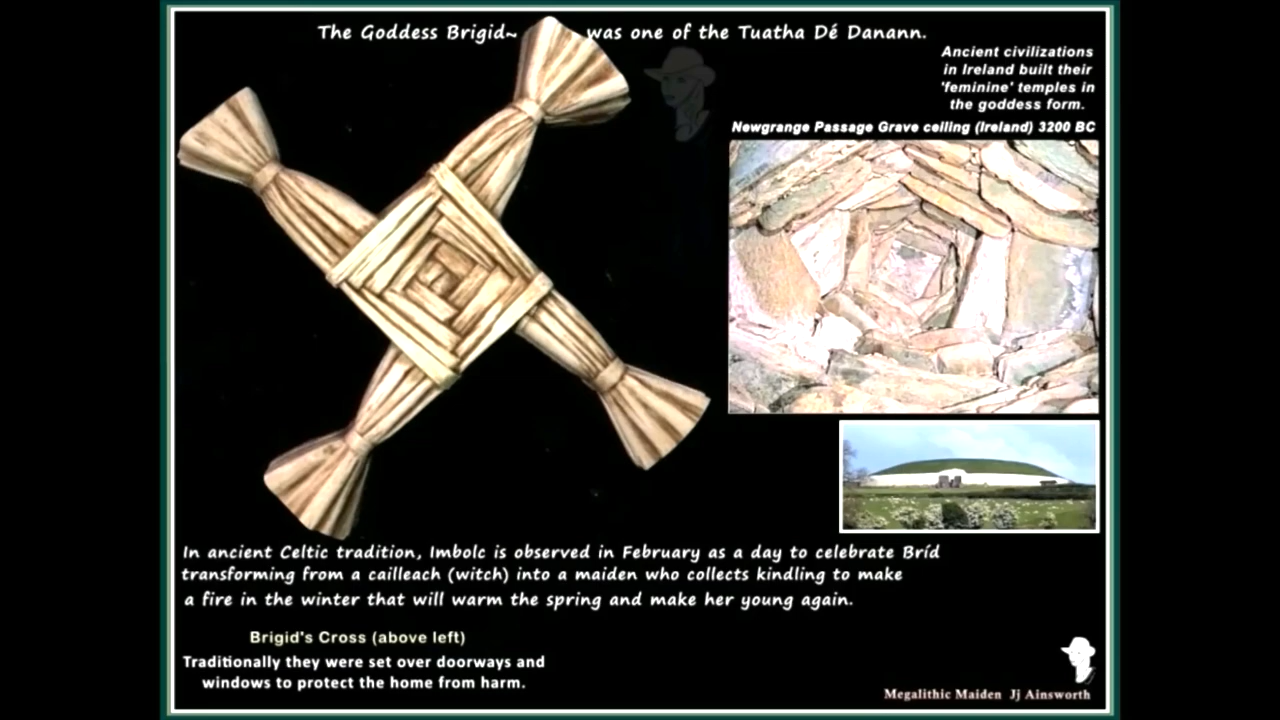 The Goddess Brigid~ was one of the Tuatha Dé Danann.
Ancient civilizations
in Ireland built their
'feminine' temples in
the goddess form.
Newgrange Passage Grave ceiling (Ireland) 3200 BC
In ancient Celtic tradition, Imbolc is observed in February as a day to celebrate Bríd
transforming from a cailleach (witch) into a maiden who collects kindling to make
a fire in the winter that will warm the spring and make her young again.
Brigid's Cross (above left)
Traditionally they were set over doorways and
windows to protect the home from harm.
Megalithic Maiden Jj Ainsworth